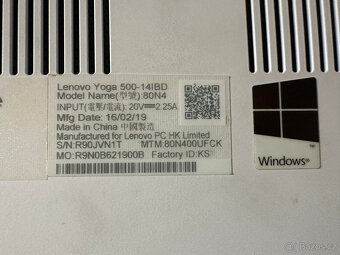 Lenovo Yoga 500-14IBD
Model Name(型號):80N4
INPUT(電壓/電流): 20V⎓2.25A
Mfg Date: 16/02/19
Made in China 中國製造
Manufactured for Lenovo PC HK Limited
S/N:R90JVN1T MTM:80N400UFCK
MO:R9N0B621900B Factory ID:KS
Windows®